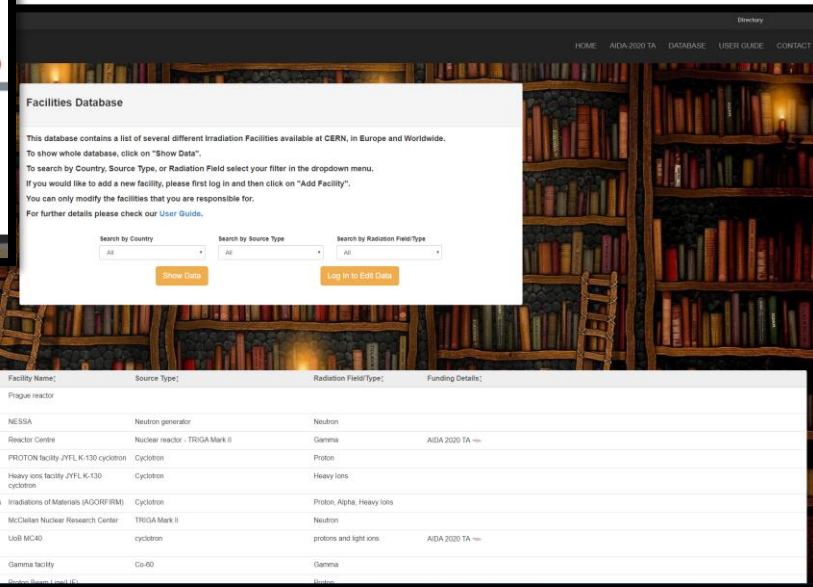 Directory
HOME AIDA-2020 TA DATABASE USER GUIDE CONTACT
Facilities Database
This database contains a list of several different Irradiation Facilities available at CERN, in Europe and Worldwide.
To show whole database, click on "Show Data".
To search by Country, Source Type, or Radiation Field select your filter in the dropdown menu.
If you would like to add a new facility, please first log in and then click on "Add Facility".
You can only modify the facilities that you are responsible for.
For further details please check our User Guide.
Search by Country Search by Source Type Search by Radiation Field/Type
All All All
Show Data Log In to Edit Data
Facility Name Source Type Radiation Field/Type Funding Details
Prague reactor
NESSA Neutron generator Neutron
Reactor Centre Nuclear reactor - TRIGA Mark II Gamma AIDA 2020 TA
PROTON facility JYFL K-130 cyclotron Cyclotron Proton
Heavy ions facility JYFL K-130 Cyclotron Heavy Ions
cyclotron
Irradiations of Materials (AGORFIRM) Cyclotron Proton, Alpha, Heavy Ions
McClellan Nuclear Research Center TRIGA Mark II Neutron
UoB MC40 cyclotron protons and light ions AIDA 2020 TA
Gamma facility Co-60 Gamma
Proton Beam Proton